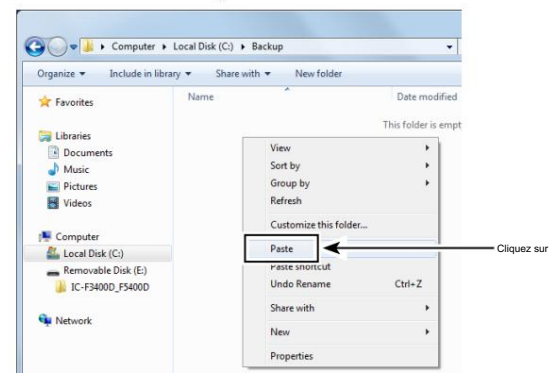 Computer ▸ Local Disk (C:) ▸ Backup
Organize Include in library Share with New folder
Favorites
Libraries
Documents
Music
Pictures
Videos
Computer
Local Disk (C:)
Removable Disk (E:)
IC-F3400D_F5400D
Network
Name Date modified
This folder is empt
View
Sort by
Group by
Refresh
Customize this folder...
Paste
Paste shortcut
Undo Rename Ctrl+Z
Share with
New
Properties
Cliquez sur